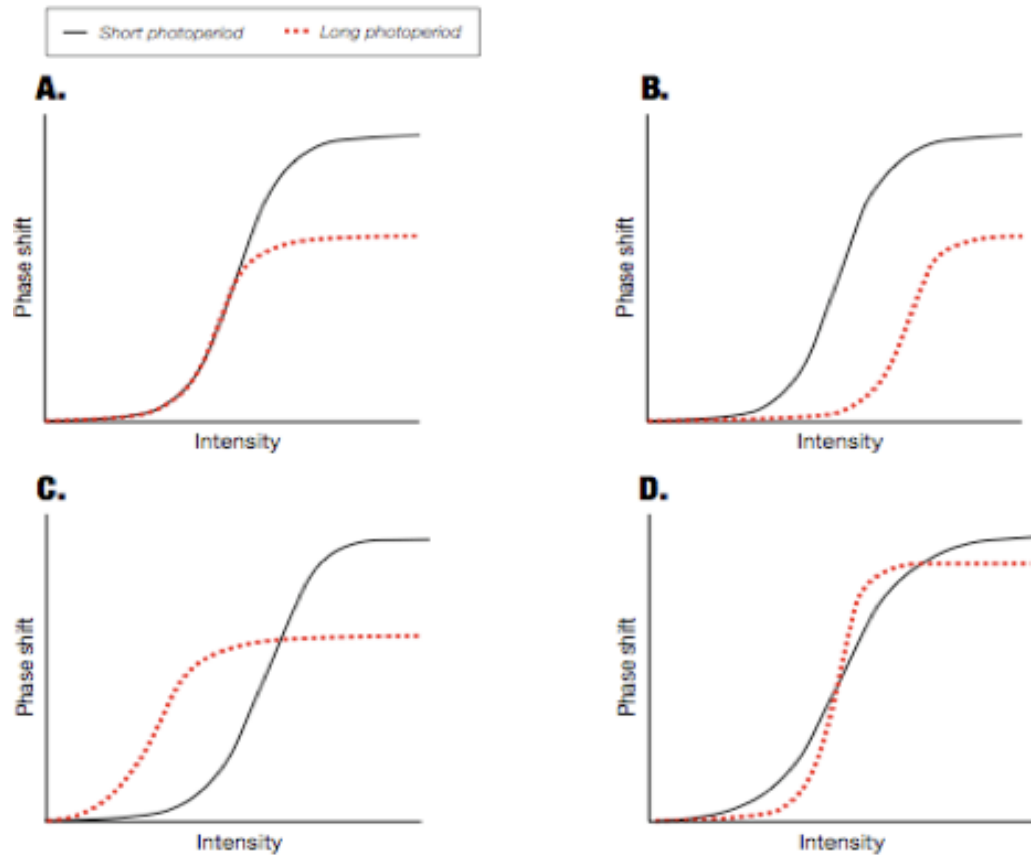 Short photoperiod Long photoperiod
A. B.
Phase shift Phase shift
Intensity Intensity
C. D.
Phase shift Phase shift
Intensity Intensity